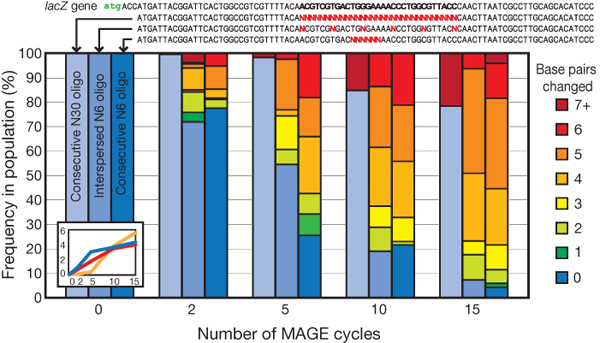 lacZ gene atgACCATGATTACGGATTCACTGGCCGTCGTTTTACAACGTCGTGACTGGGAAAACCCTGGCGTTACCCAACTTAATCGCCTTGCAGCACATCCC
ATGATTACGGATTCACTGGCCGTCGTTTTACANNNNNNNNNNNNNNNNNNNNNNNNNNNNNNCAACTTAATCGCCTTGCAGCACATCCC
ATGATTACGGATTCACTGGCCGTCGTTTTACANCGTCGNGACTGNGAAAANCCTGGNGTTACNCAACTTAATCGCCTTGCAGCACATCCC
ATGATTACGGATTCACTGGCCGTCGTTTTACAACGTCGTGACTNNNNNNAACCCTGGCGTTACCCAACTTAATCGCCTTGCAGCACATCCC
Frequency in population (%)
100
90
80
70
60
50
40
30
20
10
0
Consecutive N30 oligo
Interspersed N6 oligo
Consecutive N6 oligo
6
4
2
0
0 2 5 10 15
0 2 5 10 15
Number of MAGE cycles
Base pairs
changed
7+
6
5
4
3
2
1
0